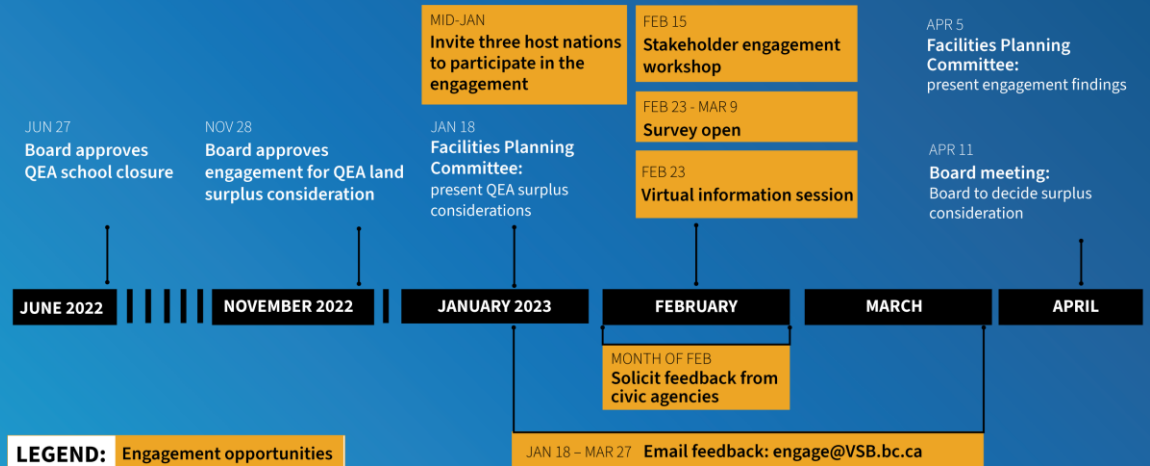 JUN 27
Board approves
QEA school closure
NOV 28
Board approves
engagement for QEA land
surplus consideration
MID-JAN
Invite three host nations
to participate in the
engagement
JAN 18
Facilities Planning
Committee:
present QEA surplus
considerations
FEB 15
Stakeholder engagement
workshop
FEB 23 - MAR 9
Survey open
FEB 23
Virtual information session
APR 5
Facilities Planning
Committee:
present engagement findings
APR 11
Board meeting:
Board to decide surplus
consideration
JUNE 2022
NOVEMBER 2022
JANUARY 2023
FEBRUARY
MARCH
APRIL
MONTH OF FEB
Solicit feedback from
civic agencies
JAN 18 – MAR 27 Email feedback: engage@VSB.bc.ca
LEGEND: Engagement opportunities